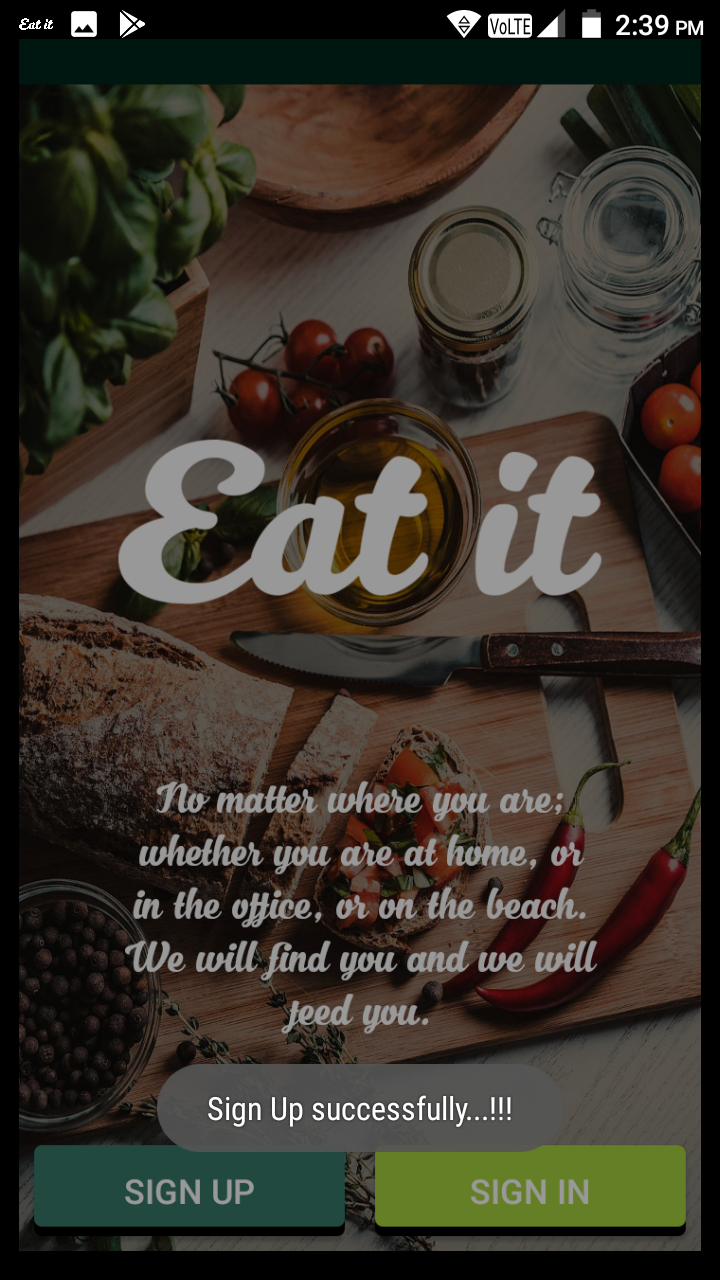 Eat it VoLTE 2:39 PM
Eat it
No matter where you are;
whether you are at home, or
in the office, or on the beach.
We will find you and we will
feed you.
Sign Up successfully...!!!
SIGN UP SIGN IN